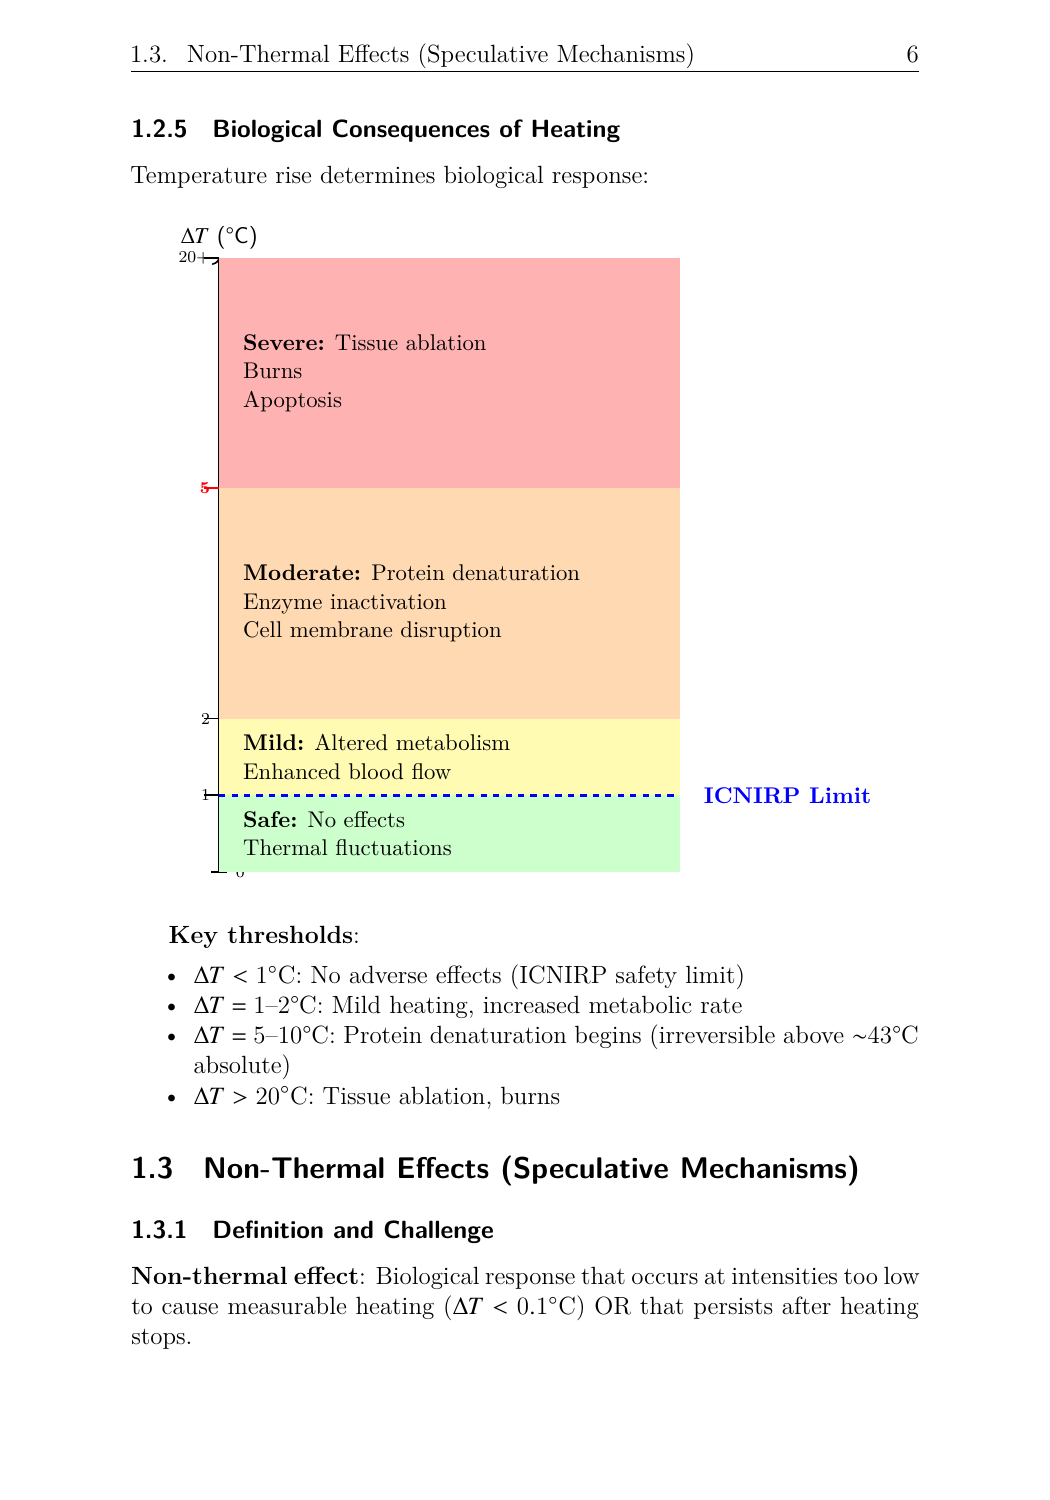 1.3. Non-Thermal Effects (Speculative Mechanisms) 6
1.2.5 Biological Consequences of Heating
Temperature rise determines biological response:
ΔT (°C)
20+
Severe: Tissue ablation
Burns
Apoptosis
5
Moderate: Protein denaturation
Enzyme inactivation
Cell membrane disruption
2
Mild: Altered metabolism
Enhanced blood flow
1
ICNIRP Limit
Safe: No effects
Thermal fluctuations
0
Key thresholds:
• ΔT < 1°C: No adverse effects (ICNIRP safety limit)
• ΔT = 1–2°C: Mild heating, increased metabolic rate
• ΔT = 5–10°C: Protein denaturation begins (irreversible above ~43°C
absolute)
• ΔT > 20°C: Tissue ablation, burns
1.3 Non-Thermal Effects (Speculative Mechanisms)
1.3.1 Definition and Challenge
Non-thermal effect: Biological response that occurs at intensities too low
to cause measurable heating (ΔT < 0.1°C) OR that persists after heating
stops.